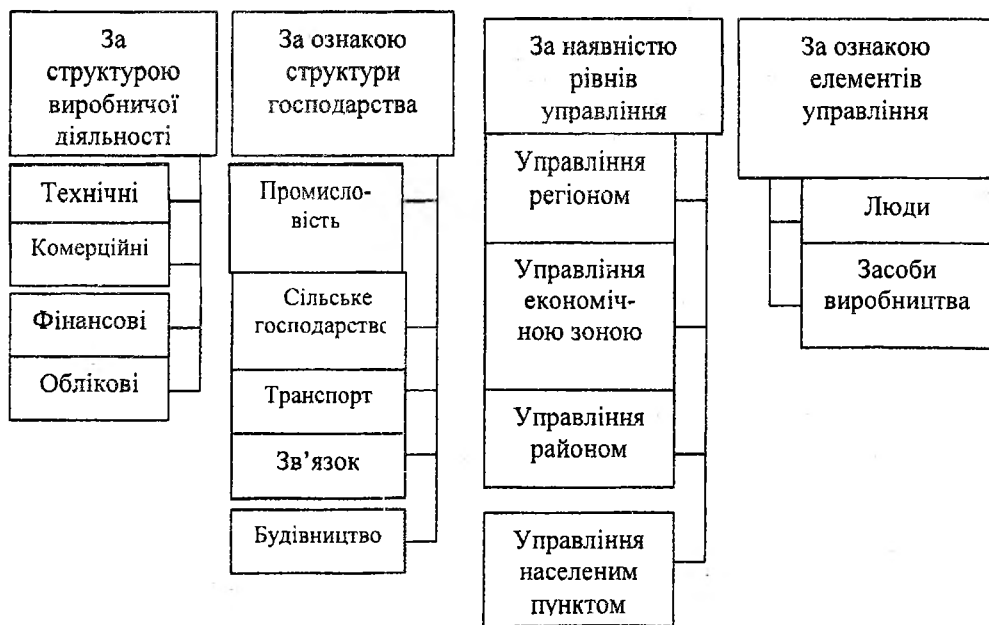 За
структурою
виробничої
діяльності
Технічні
Комерційні
Фінансові
Облікові
За ознакою
структури
господарства
Промисло-
вість
Сільське
господарство
Транспорт
Зв’язок
Будівництво
За наявністю
рівнів
управління
Управління
регіоном
Управління
економіч-
ною зоною
Управління
районом
Управління
населеним
пунктом
За ознакою
елементів
управління
Люди
Засоби
виробництва